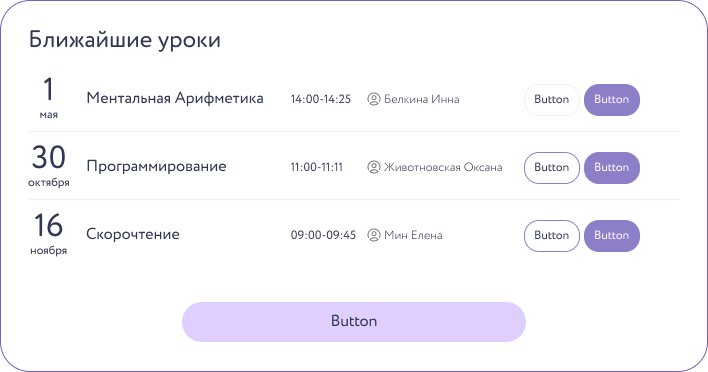 Ближайшие уроки
1
мая
Ментальная Арифметика
14:00-14:25
Белкина Инна
Button
Button
30
октября
Программирование
11:00-11:11
Животновская Оксана
Button
Button
16
ноября
Скорочтение
09:00-09:45
Мин Елена
Button
Button
Button